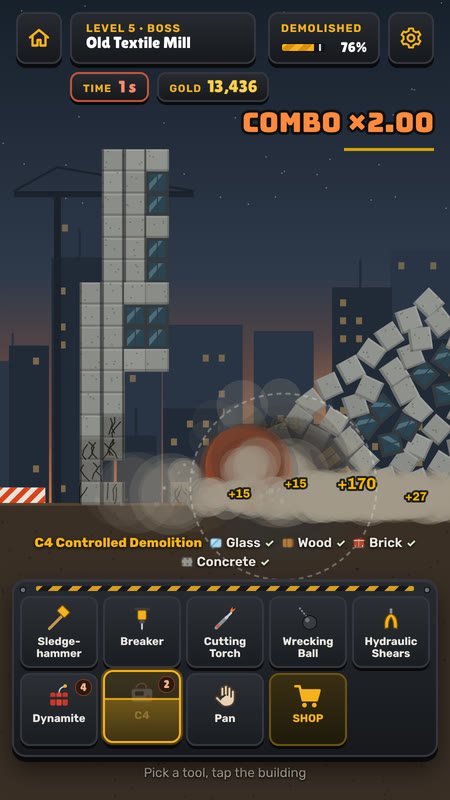 LEVEL 5 • BOSS
Old Textile Mill
DEMOLISHED
76%
TIME 1s
GOLD 13,436
COMBO ×2.00
+15
+15
+170
+27
C4 Controlled Demolition Glass ✓ Wood ✓ Brick ✓
Concrete ✓
Sledge-
hammer
Breaker
Cutting
Torch
Wrecking
Ball
Hydraulic
Shears
4
Dynamite
2
C4
Pan
SHOP
Pick a tool, tap the building